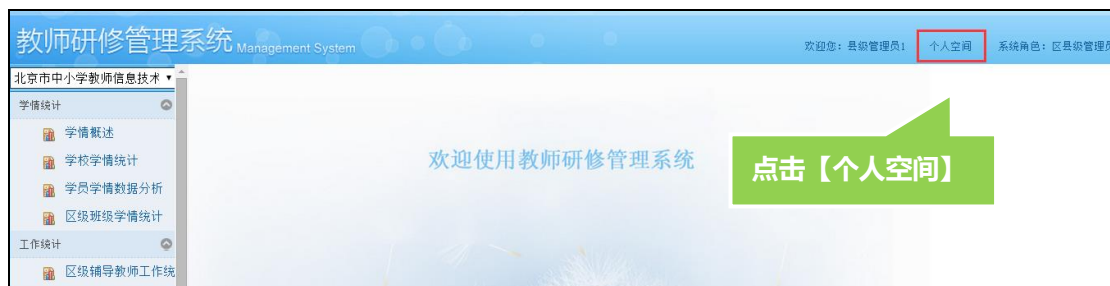 教师研修管理系统 Management System
欢迎您：县级管理员1 个人空间 系统角色：区县级管理员
北京市中小学教师信息技术
学情统计
学情概述
学校学情统计
学员学情数据分析
区级班级学情统计
工作统计
区级辅导教师工作统
欢迎使用教师研修管理系统
点击【个人空间】